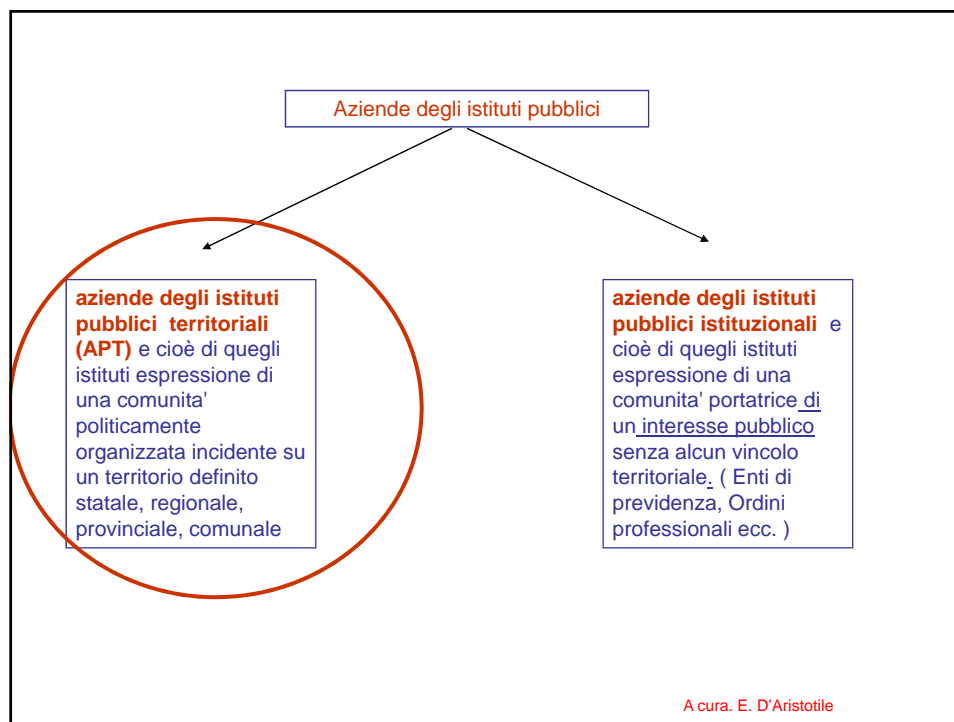 Aziende degli istituti pubblici
aziende degli istituti
pubblici territoriali
(APT) e cioè di quegli
istituti espressione di
una comunita' 
politicamente
organizzata incidente su
un territorio definito
statale, regionale,
provinciale, comunale
aziende degli istituti
pubblici istituzionali e
cioè di quegli istituti
espressione di una
comunita' portatrice di
un interesse pubblico
senza alcun vincolo
territoriale. ( Enti di
previdenza, Ordini
professionali ecc. )
A cura. E. D'Aristotile